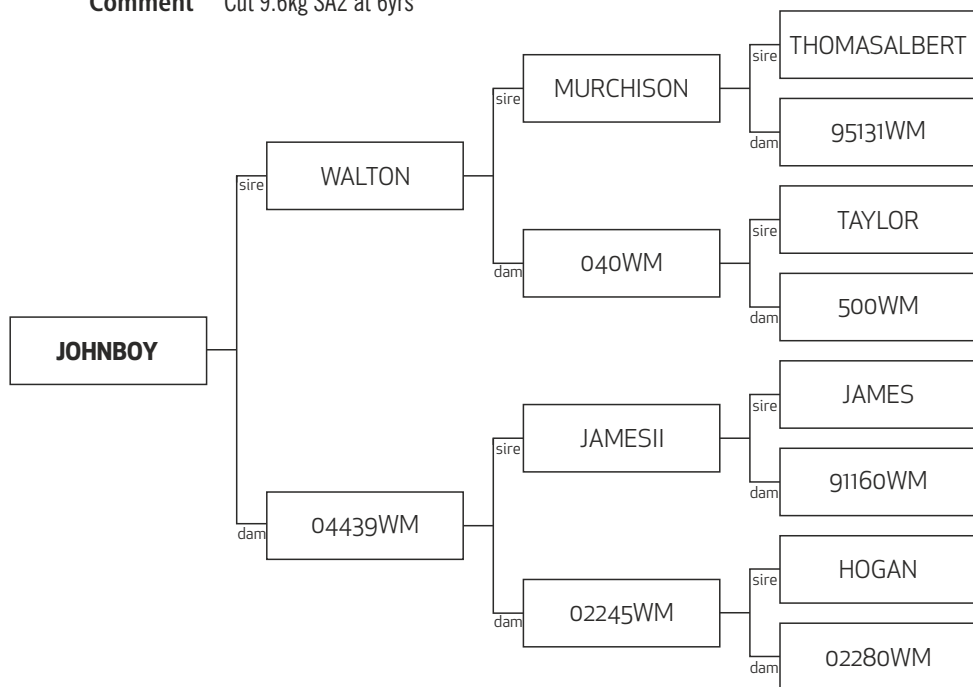 Comment Cut 9.6kg SA2 at 6yrs
THOMASALBERT
sire
MURCHISON
sire
dam
95131WM
WALTON
sire
TAYLOR
sire
040WM
dam
500WM
dam
JOHNBOY
JAMES
sire
JAMESII
sire
91160WM
dam
04439WM
dam
HOGAN
sire
02245WM
dam
02280WM
dam